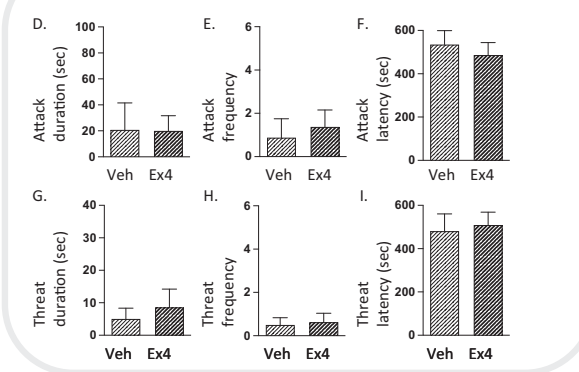 D.
Attack
duration (sec)
100
80
60
40
20
0
Veh Ex4
E.
Attack
frequency
6
4
2
0
Veh Ex4
F.
Attack
latency (sec)
600
400
200
0
Veh Ex4
G.
Threat
duration (sec)
40
30
20
10
0
Veh Ex4
H.
Threat
frequency
6
4
2
0
Veh Ex4
I.
Threat
latency (sec)
600
400
200
0
Veh Ex4